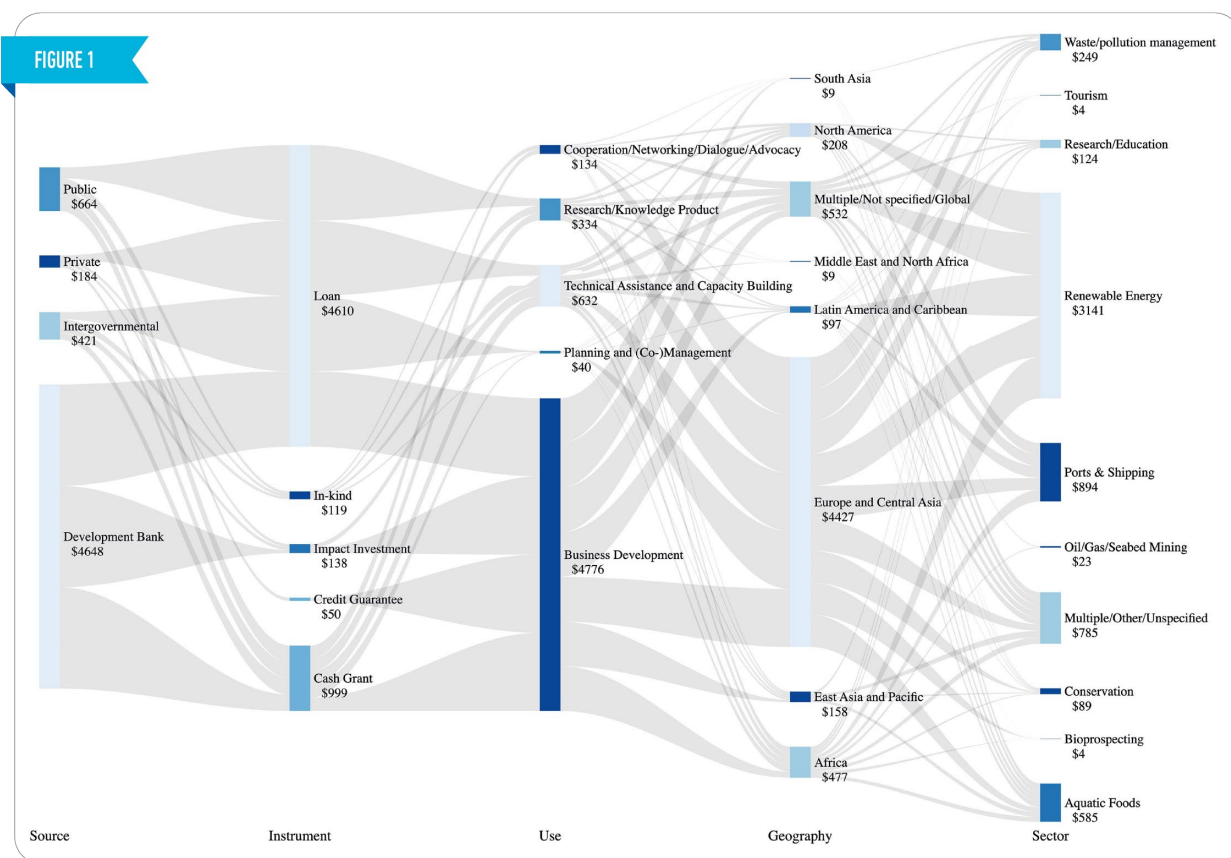 FIGURE 1
Public
$664
Private
$184
Intergovernmental
$421
Development Bank
$4648
Source
Loan
$4610
In-kind
$119
Impact Investment
$138
Credit Guarantee
$50
Cash Grant
$999
Instrument
Cooperation/Networking/Dialogue/Advocacy
$134
Research/Knowledge Product
$334
Technical Assistance and Capacity Building
$632
Planning and (Co-)Management
$40
Business Development
$4776
Use
South Asia
$9
North America
$208
Multiple/Not specified/Global
$532
Middle East and North Africa
$9
Latin America and Caribbean
$97
Europe and Central Asia
$4427
East Asia and Pacific
$158
Africa
$477
Geography
Waste/pollution management
$249
Tourism
$4
Research/Education
$124
Renewable Energy
$3141
Ports & Shipping
$894
Oil/Gas/Seabed Mining
$23
Multiple/Other/Unspecified
$785
Conservation
$89
Bioprospecting
$4
Aquatic Foods
$585
Sector